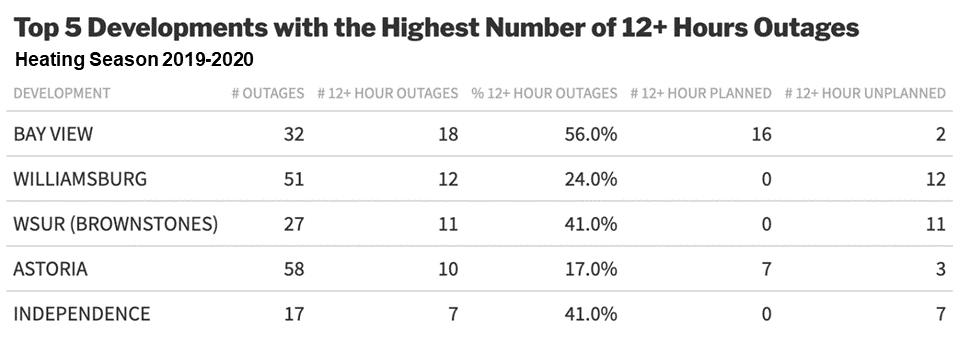 Top 5 Developments with the Highest Number of 12+ Hours Outages
Heating Season 2019-2020
DEVELOPMENT # OUTAGES # 12+ HOUR OUTAGES % 12+ HOUR OUTAGES # 12+ HOUR PLANNED # 12+ HOUR UNPLANNED
BAY VIEW 32 18 56.0% 16 2
WILLIAMSBURG 51 12 24.0% 0 12
WSUR (BROWNSTONES) 27 11 41.0% 0 11
ASTORIA 58 10 17.0% 7 3
INDEPENDENCE 17 7 41.0% 0 7